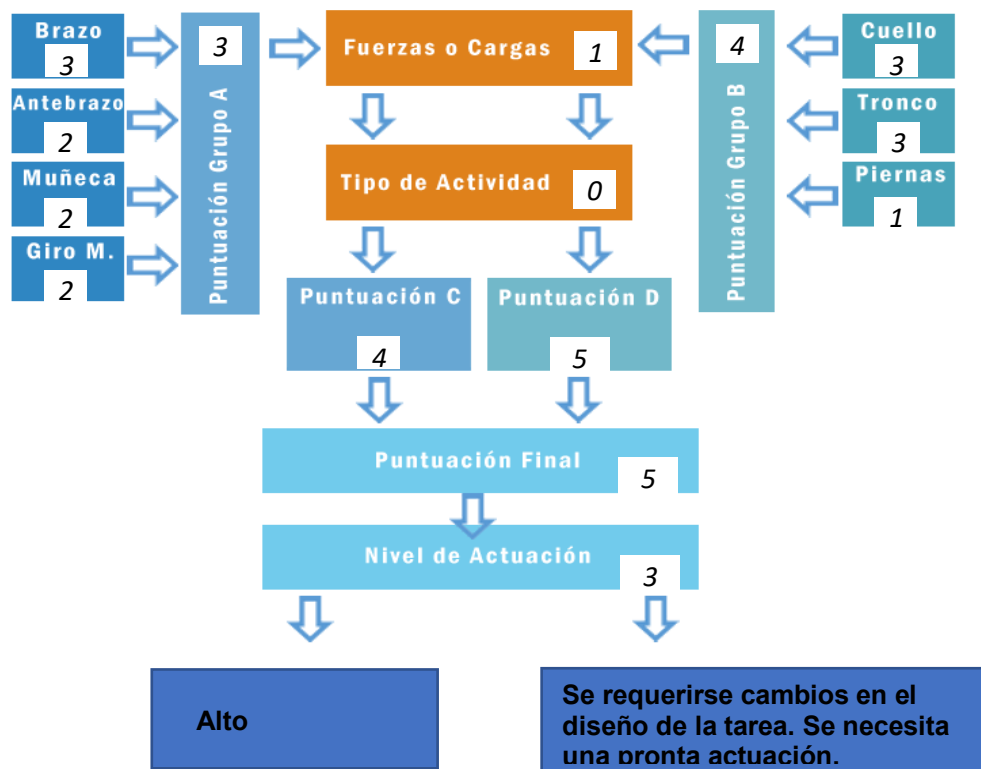 Brazo
3
Antebrazo
2
Muñeca
2
Giro M.
2
3
Puntuación Grupo A
Fuerzas o Cargas
1
Tipo de Actividad
0
4
Puntuación Grupo B
Cuello
3
Tronco
3
Piernas
1
Puntuación C
4
Puntuación D
5
Puntuación Final
5
Nivel de Actuación
3
Alto
Se requerirse cambios en el
diseño de la tarea. Se necesita
una pronta actuación.